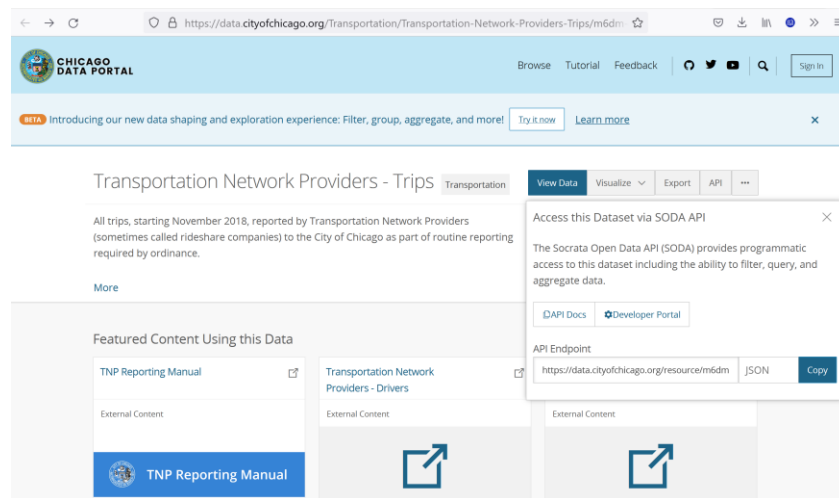 https://data.cityofchicago.org/Transportation/Transportation-Network-Providers-Trips/m6dm
CHICAGO
DATA PORTAL
Browse Tutorial Feedback
Sign In
BETA Introducing our new data shaping and exploration experience: Filter, group, aggregate, and more! Try it now Learn more
Transportation Network Providers - Trips Transportation
View Data Visualize Export API
All trips, starting November 2018, reported by Transportation Network Providers
(sometimes called rideshare companies) to the City of Chicago as part of routine reporting
required by ordinance.
More
Access this Dataset via SODA API
The Socrata Open Data API (SODA) provides programmatic
access to this dataset including the ability to filter, query, and
aggregate data.
API Docs Developer Portal
API Endpoint
https://data.cityofchicago.org/resource/m6dm JSON Copy
Featured Content Using this Data
TNP Reporting Manual
External Content
TNP Reporting Manual
Transportation Network
Providers - Drivers
External Content
External Content